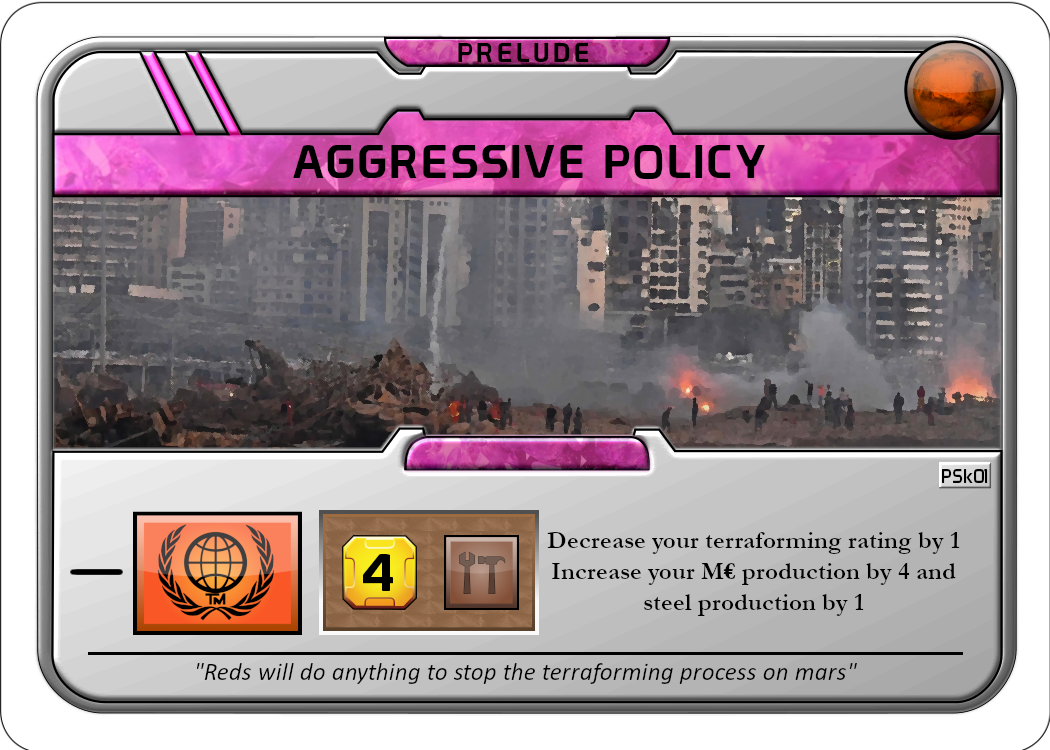 PRELUDE
AGGRESSIVE POLICY
PSk01
TM
4
Decrease your terraforming rating by 1
Increase your M€ production by 4 and
steel production by 1
"Reds will do anything to stop the terraforming process on mars"